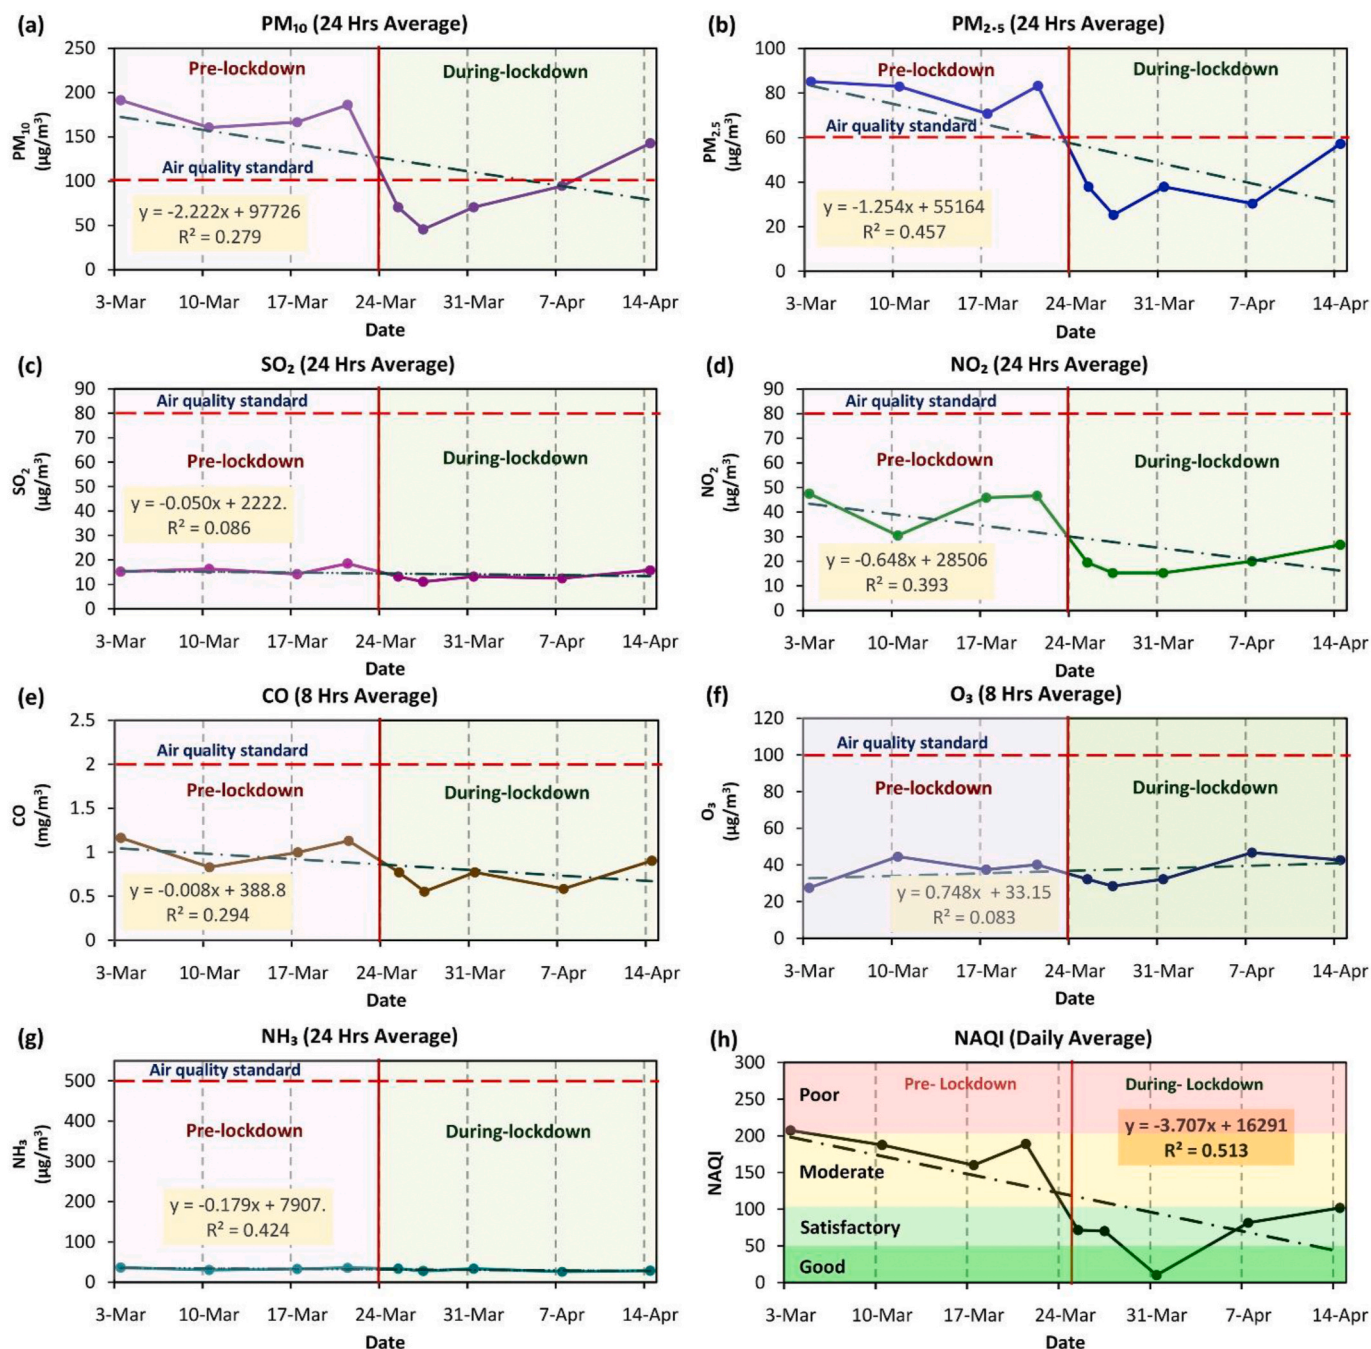 (a)
PM₁₀ (24 Hrs Average)
250
200
150
100
50
0
PM₁₀
(µg/m³)
Pre-lockdown
During-lockdown
Air quality standard
y = -2.222x + 97726
R² = 0.279
3-Mar 10-Mar 17-Mar 24-Mar 31-Mar 7-Apr 14-Apr
Date
(b)
PM₂.₅ (24 Hrs Average)
100
80
60
40
20
0
PM₂.₅
(µg/m³)
Pre-lockdown
During-lockdown
Air quality standard
y = -1.254x + 55164
R² = 0.457
3-Mar 10-Mar 17-Mar 24-Mar 31-Mar 7-Apr 14-Apr
Date
(c)
SO₂ (24 Hrs Average)
90
80
70
60
50
40
30
20
10
0
SO₂
(µg/m³)
Air quality standard
Pre-lockdown
During-lockdown
y = -0.050x + 2222.
R² = 0.086
3-Mar 10-Mar 17-Mar 24-Mar 31-Mar 7-Apr 14-Apr
Date
(d)
NO₂ (24 Hrs Average)
90
80
70
60
50
40
30
20
10
0
NO₂
(µg/m³)
Air quality standard
Pre-lockdown
During-lockdown
y = -0.648x + 28506
R² = 0.393
3-Mar 10-Mar 17-Mar 24-Mar 31-Mar 7-Apr 14-Apr
Date
(e)
CO (8 Hrs Average)
2.5
2
1.5
1
0.5
0
CO
(mg/m³)
Air quality standard
Pre-lockdown
During-lockdown
y = -0.008x + 388.8
R² = 0.294
3-Mar 10-Mar 17-Mar 24-Mar 31-Mar 7-Apr 14-Apr
Date
(f)
O₃ (8 Hrs Average)
120
100
80
60
40
20
0
O₃
(µg/m³)
Air quality standard
Pre-lockdown
During-lockdown
y = 0.748x + 33.15
R² = 0.083
3-Mar 10-Mar 17-Mar 24-Mar 31-Mar 7-Apr 14-Apr
Date
(g)
NH₃ (24 Hrs Average)
500
400
300
200
100
0
NH₃
(µg/m³)
Air quality standard
Pre-lockdown
During-lockdown
y = -0.179x + 7907.
R² = 0.424
3-Mar 10-Mar 17-Mar 24-Mar 31-Mar 7-Apr 14-Apr
Date
(h)
NAQI (Daily Average)
300
250
200
150
100
50
0
NAQI
Pre- Lockdown
During- Lockdown
Poor
y = -3.707x + 16291
R² = 0.513
Moderate
Satisfactory
Good
3-Mar 10-Mar 17-Mar 24-Mar 31-Mar 7-Apr 14-Apr
Date